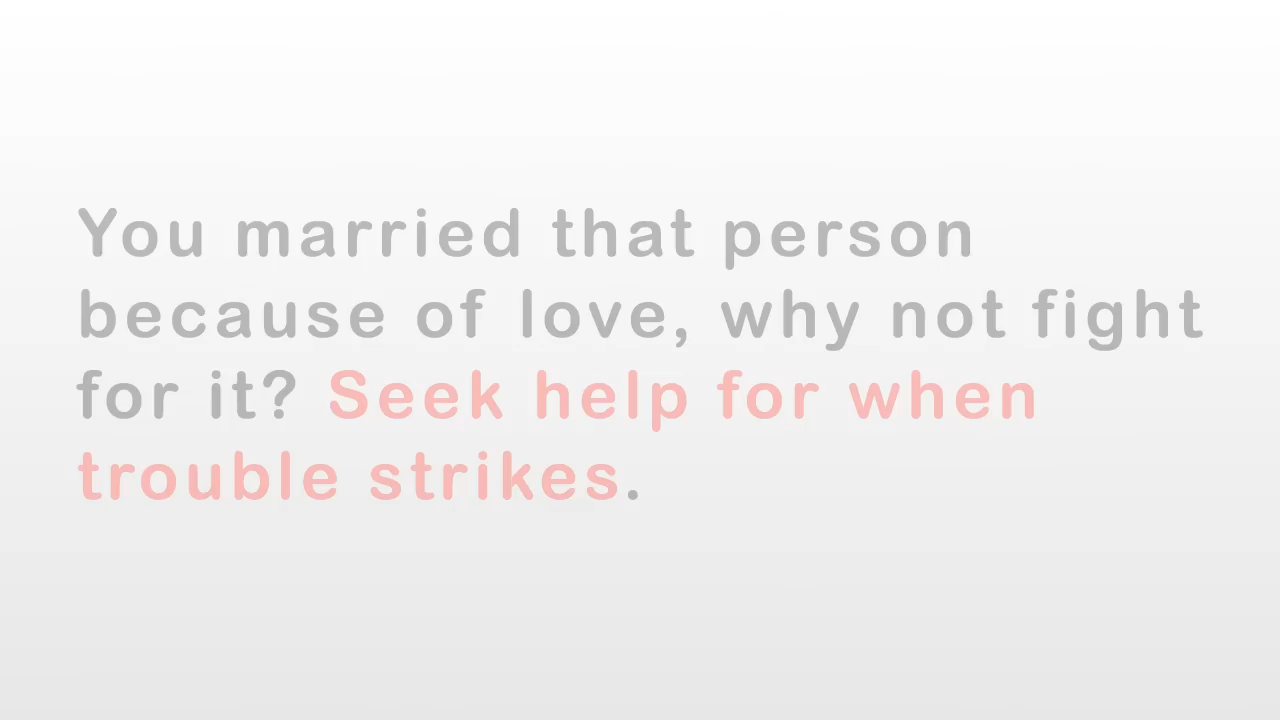 You married that person
because of love, why not fight
for it? Seek help for when
trouble strikes.